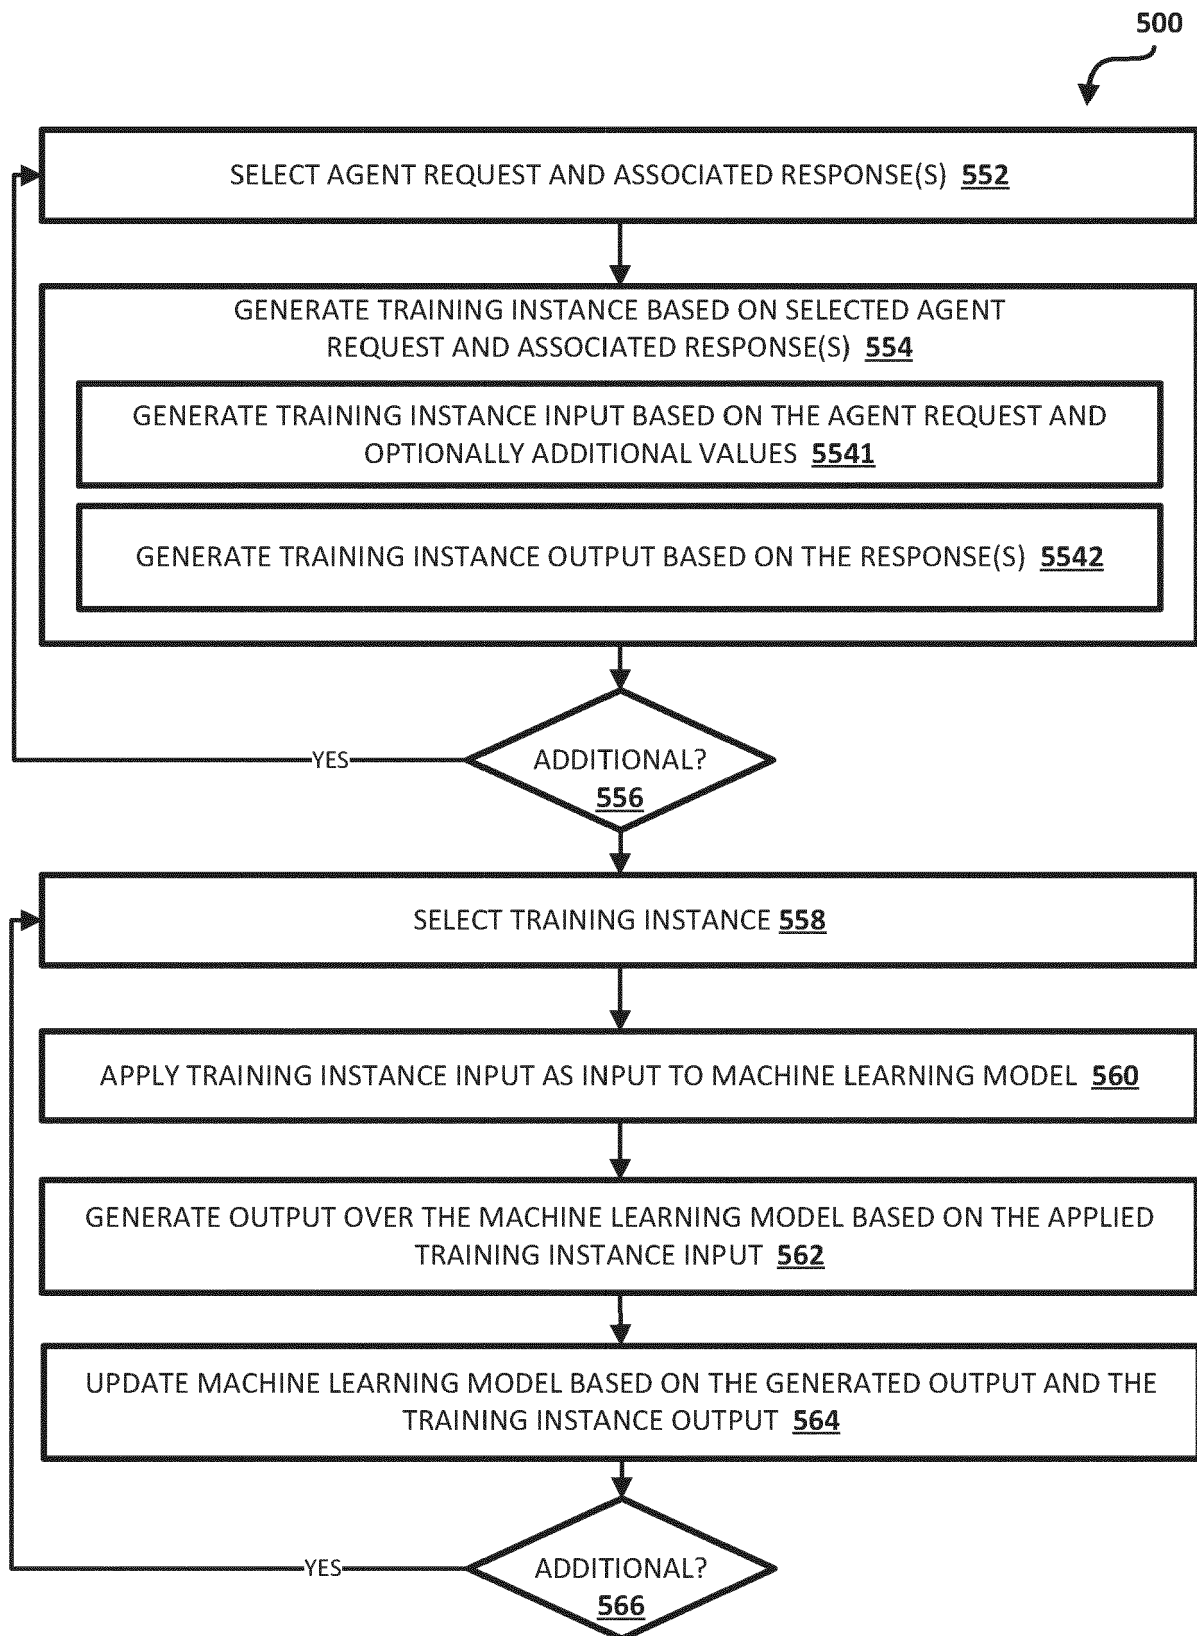 500
SELECT AGENT REQUEST AND ASSOCIATED RESPONSE(S) 552
GENERATE TRAINING INSTANCE BASED ON SELECTED AGENT
REQUEST AND ASSOCIATED RESPONSE(S) 554
GENERATE TRAINING INSTANCE INPUT BASED ON THE AGENT REQUEST AND
OPTIONALLY ADDITIONAL VALUES 5541
GENERATE TRAINING INSTANCE OUTPUT BASED ON THE RESPONSE(S) 5542
YES
ADDITIONAL?
556
SELECT TRAINING INSTANCE 558
APPLY TRAINING INSTANCE INPUT AS INPUT TO MACHINE LEARNING MODEL 560
GENERATE OUTPUT OVER THE MACHINE LEARNING MODEL BASED ON THE APPLIED
TRAINING INSTANCE INPUT 562
UPDATE MACHINE LEARNING MODEL BASED ON THE GENERATED OUTPUT AND THE
TRAINING INSTANCE OUTPUT 564
YES
ADDITIONAL?
566